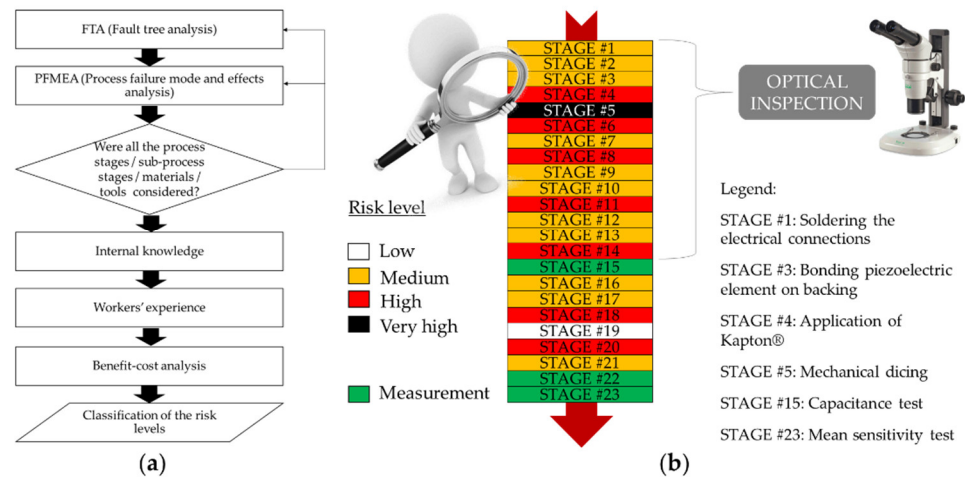 (a)
FTA (Fault tree analysis)
PFMEA (Process failure mode and effects
analysis)
Were all the process
stages / sub-process
stages / materials /
tools considered?
Internal knowledge
Workers' experience
Benefit-cost analysis
Classification of the risk
levels
(a)
b)
Risk level
Low
Medium
High
Very high
Measurement
STAGE #1
STAGE #2
STAGE #3
STAGE #4
STAGE #5
STAGE #6
STAGE #7
STAGE #8
STAGE #9
STAGE #10
STAGE #11
STAGE #12
STAGE #13
STAGE #14
STAGE #15
STAGE #16
STAGE #17
STAGE #18
STAGE #19
STAGE #20
STAGE #21
STAGE #22
STAGE #23
OPTICAL
INSPECTION
Legend:
STAGE #1: Soldering the
electrical connections
STAGE #3: Bonding piezoelectric
element on backing
STAGE #4: Application of
Kapton®
STAGE #5: Mechanical dicing
STAGE #15: Capacitance test
STAGE #23: Mean sensitivity test
(b)